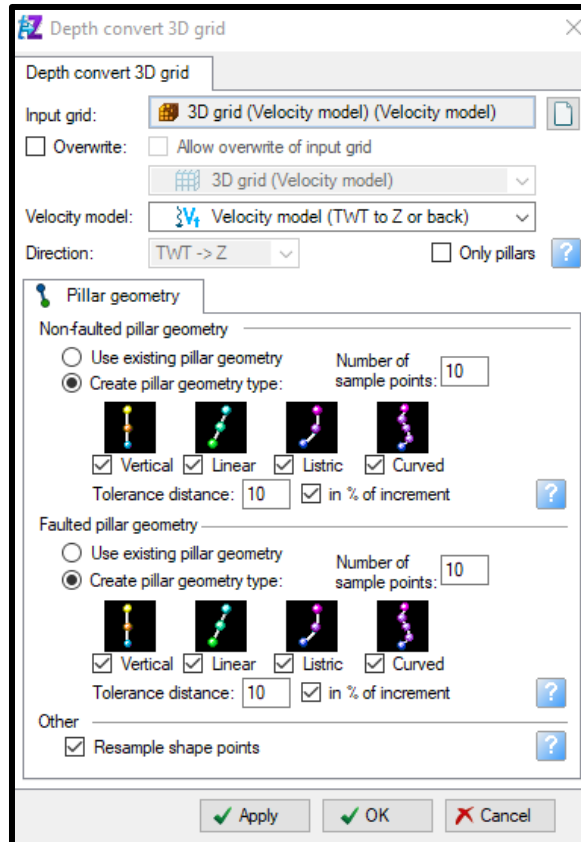 Depth convert 3D grid
Depth convert 3D grid
Input grid: 3D grid (Velocity model) (Velocity model)
Overwrite: Allow overwrite of input grid
3D grid (Velocity model)
Velocity model: Velocity model (TWT to Z or back)
Direction: TWT -> Z Only pillars ?
Pillar geometry
Non-faulted pillar geometry
Use existing pillar geometry
Create pillar geometry type: Number of sample points: 10
Vertical Linear Listric Curved
Tolerance distance: 10 in % of increment ?
Faulted pillar geometry
Use existing pillar geometry
Create pillar geometry type: Number of sample points: 10
Vertical Linear Listric Curved
Tolerance distance: 10 in % of increment ?
Other
Resample shape points ?
Apply OK Cancel